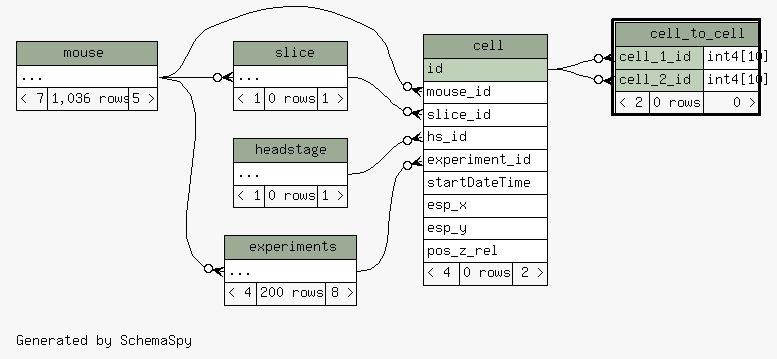 mouse
...
< 7 1,036 rows 5 >
slice
...
< 1 0 rows 1 >
headstage
...
< 1 0 rows 1 >
experiments
...
< 4 200 rows 8 >
cell
id
mouse_id
slice_id
hs_id
experiment_id
startDateTime
esp_x
esp_y
pos_z_rel
< 4 0 rows 2 >
cell_to_cell
cell_1_id int4[10]
cell_2_id int4[10]
< 2 0 rows 0 >
Generated by SchemaSpy